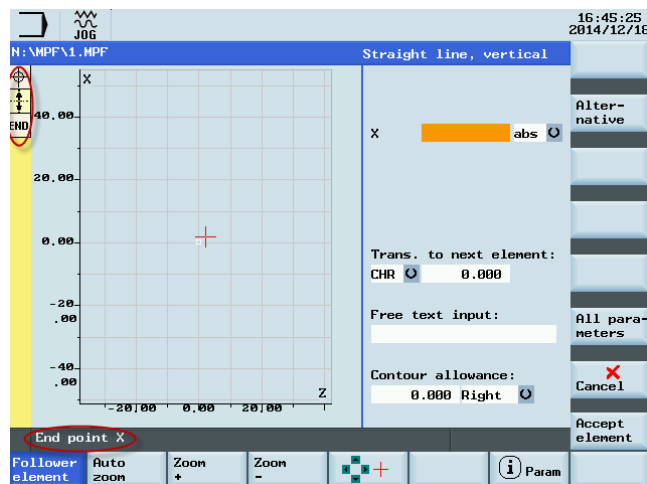 16:45:25
2014/12/18
JOG
N:\MPF\1.MPF
Straight line, vertical
X
END
40.00
20.00
0.00
-20
.00
-40
.00
Z
-20.00 0.00 20.00
X abs
Trans. to next element:
CHR 0.000
Free text input:
Contour allowance:
0.000 Right
Alter-
native
All para-
meters
Cancel
Accept
element
End point X
Follower
element
Auto
zoom
Zoom
+
Zoom
-
i Param